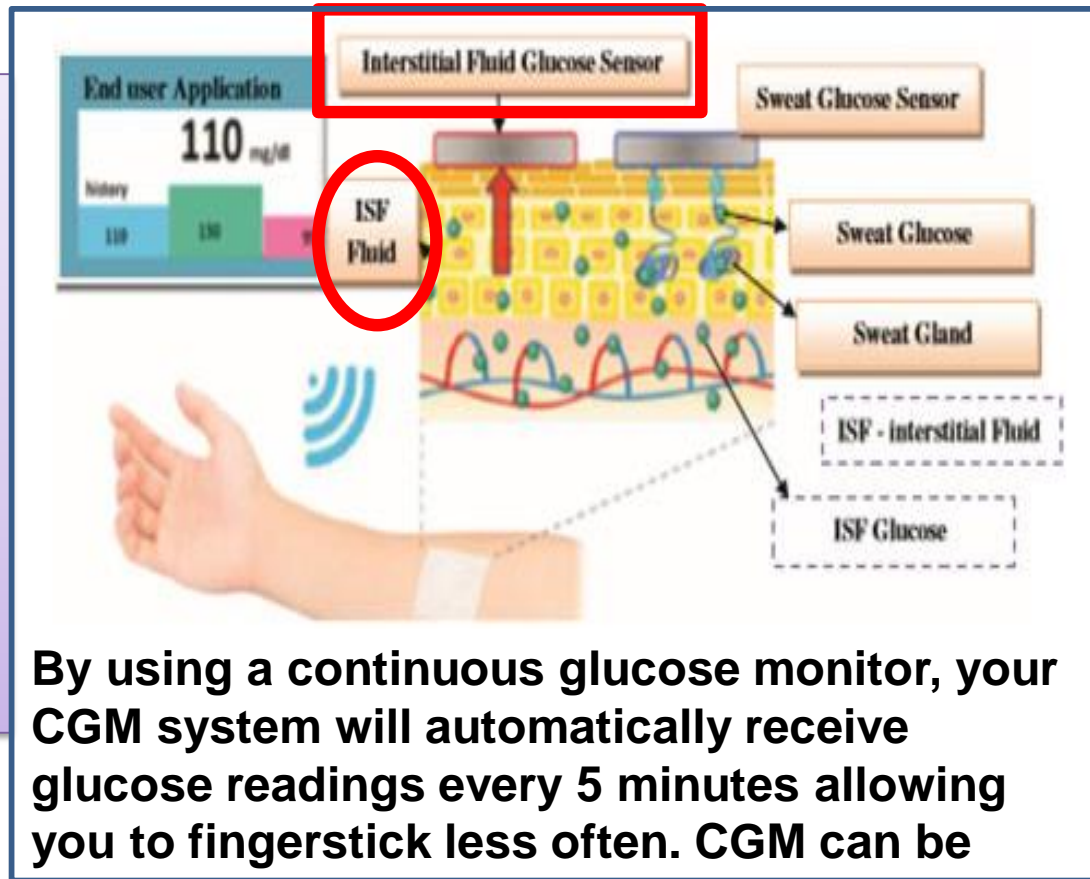 Interstitial Fluid Glucose Sensor
End user Application
Sweat Glucose Sensor
110 mg/dl
history
110
ISF
Fluid
Sweat Glucose
Sweat Gland
ISF - interstitial Fluid
ISF Glucose
By using a continuous glucose monitor, your
CGM system will automatically receive
glucose readings every 5 minutes allowing
you to fingerstick less often. CGM can be